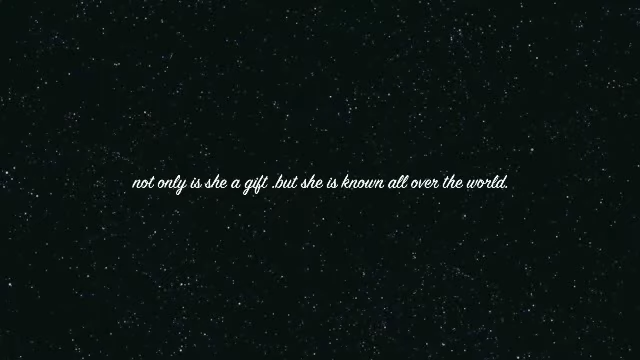 not only is she a gift .but she is known all over the world.